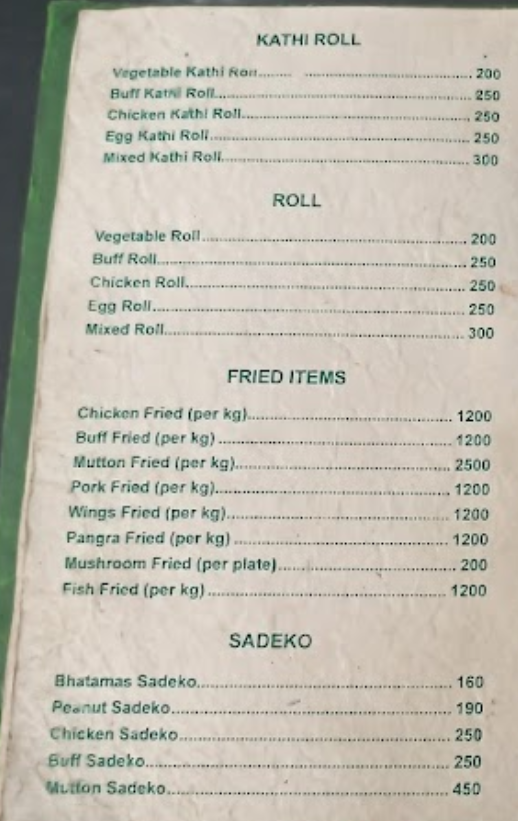 KATHI ROLL
Vegetable Kathi Roll........ ................................ 200
Buff Kathi Roll.................................................. 250
Chicken Kathi Roll............................................. 250
Egg Kathi Roll................................................... 250
Mixed Kathi Roll................................................ 300
ROLL
Vegetable Roll.................................................. 200
Buff Roll........................................................... 250
Chicken Roll..................................................... 250
Egg Roll............................................................ 250
Mixed Roll......................................................... 300
FRIED ITEMS
Chicken Fried (per kg)........................................ 1200
Buff Fried (per kg) ............................................. 1200
Mutton Fried (per kg).......................................... 2500
Pork Fried (per kg)............................................. 1200
Wings Fried (per kg)........................................... 1200
Pangra Fried (per kg) ......................................... 1200
Mushroom Fried (per plate)................................. 200
Fish Fried (per kg) ............................................. 1200
SADEKO
Bhatamas Sadeko............................................... 160
Peanut Sadeko................................................... 190
Chicken Sadeko.................................................. 250
Buff Sadeko........................................................ 250
Mutton Sadeko.................................................... 450